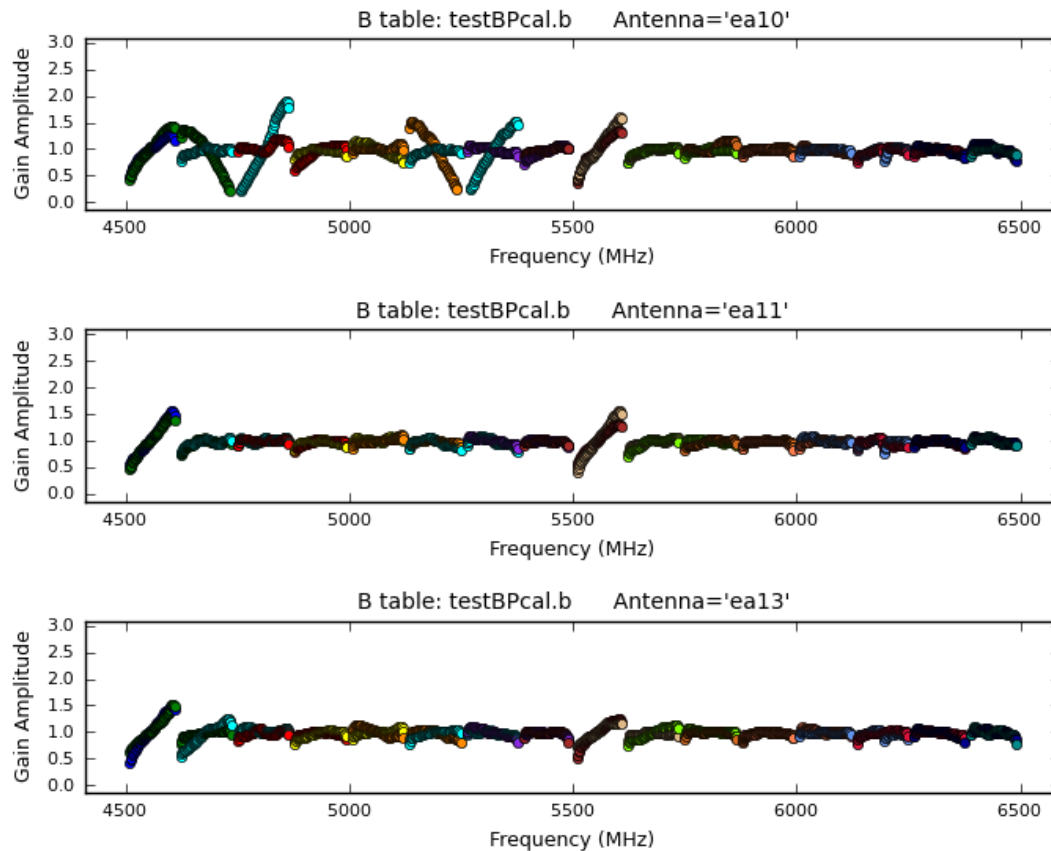 B table: testBPcal.b Antenna='ea10'
3.0
2.5
2.0
1.5
1.0
0.5
0.0
Gain Amplitude
4500 5000 5500 6000 6500
Frequency (MHz)
B table: testBPcal.b Antenna='ea11'
3.0
2.5
2.0
1.5
1.0
0.5
0.0
Gain Amplitude
4500 5000 5500 6000 6500
Frequency (MHz)
B table: testBPcal.b Antenna='ea13'
3.0
2.5
2.0
1.5
1.0
0.5
0.0
Gain Amplitude
4500 5000 5500 6000 6500
Frequency (MHz)